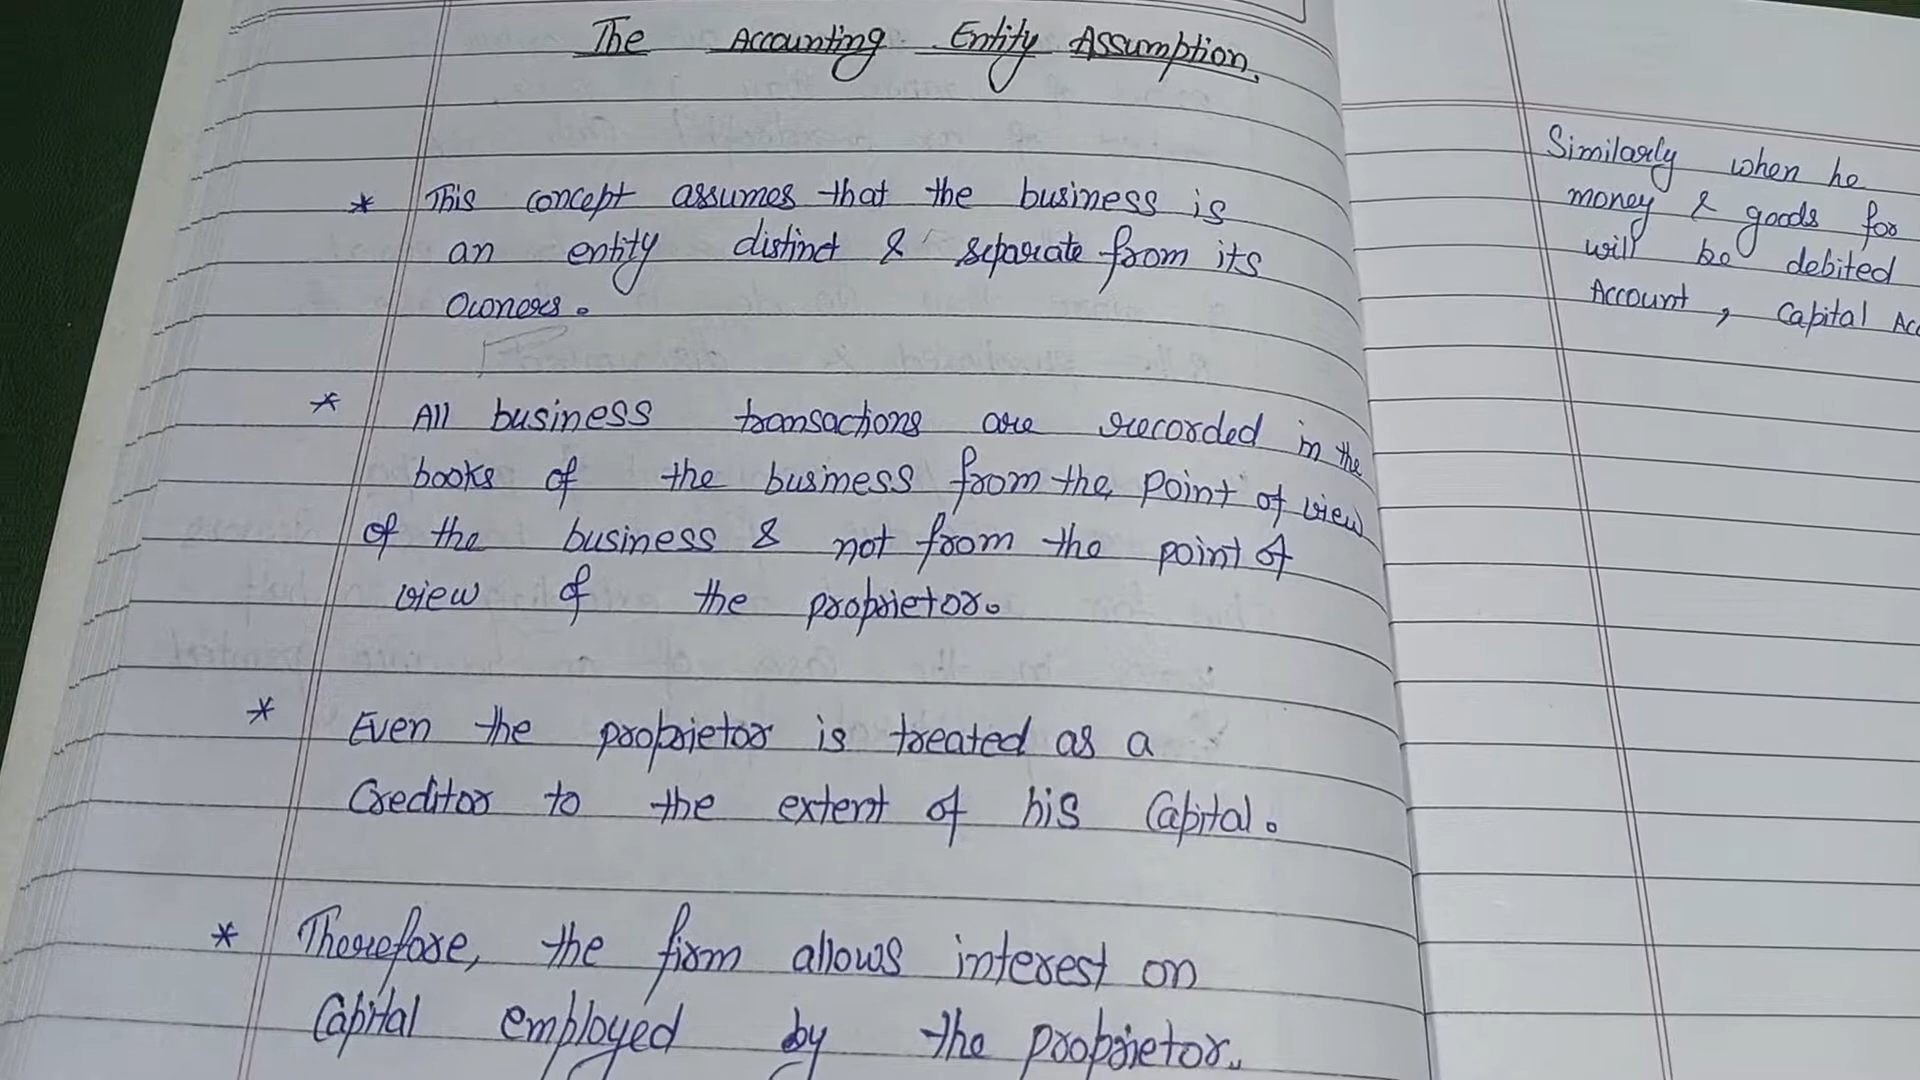 The Accounting Entity Assumption.
* This concept assumes that the business is
an entity distinct & separate from its
Owners.
* All business transactions are recorded in the
books of the business from the point of view
of the business & not from the point of
view of the proprietor.
* Even the proprietor is treated as a
Creditor to the extent of his Capital.
* Therefore, the firm allows interest on
Capital employed by the proprietor.
Similarly when he
money & goods for
will be debited
Account, Capital